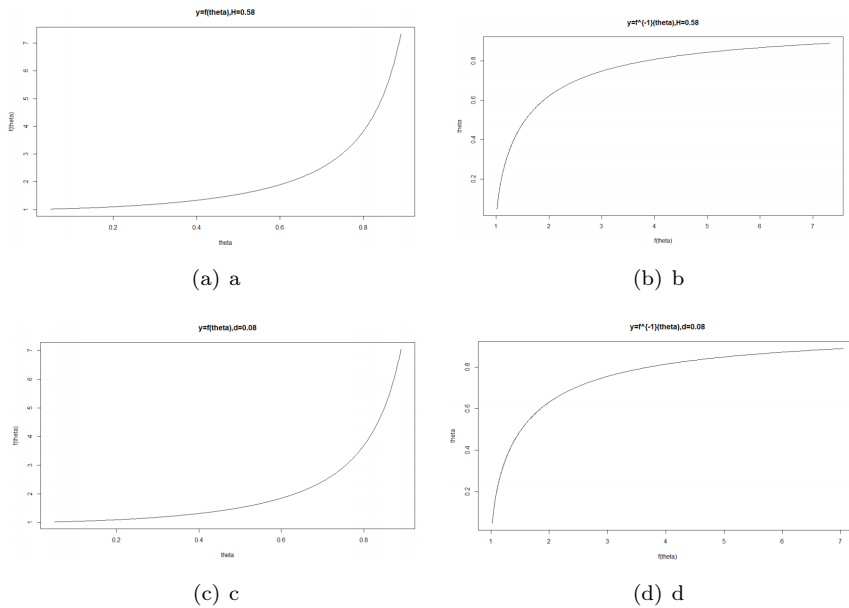 y=f(theta),H=0.58
f(theta)
7
6
5
4
3
2
1
0.2 0.4 0.6 0.8
theta
(a) a
y=f^{-1}(theta),H=0.58
theta
0.8
0.6
0.4
0.2
1 2 3 4 5 6 7
f(theta)
(b) b
y=f(theta),d=0.08
f(theta)
7
6
5
4
3
2
1
0.2 0.4 0.6 0.8
theta
(c) c
y=f^{-1}(theta),d=0.08
theta
0.8
0.6
0.4
0.2
1 2 3 4 5 6 7
f(theta)
(d) d